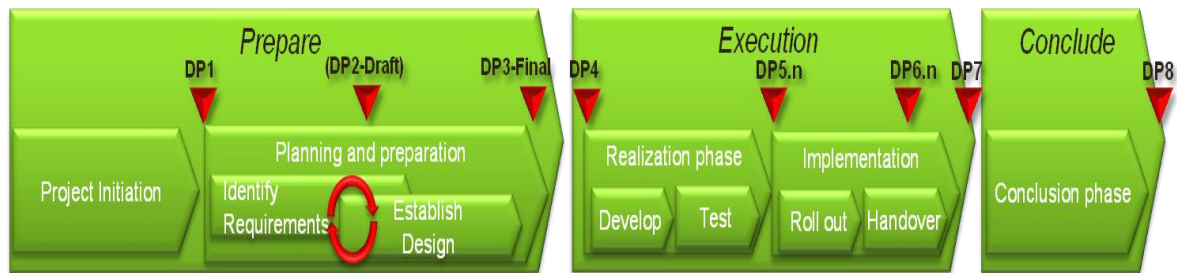 Prepare
Execution
Conclude
DP1
(DP2-Draft)
DP3-Final
DP4
DP5.n
DP6.n
DP7
DP8
Project Initiation
Planning and preparation
Identify
Requirements
Establish
Design
Realization phase
Develop
Test
Implementation
Roll out
Handover
Conclusion phase